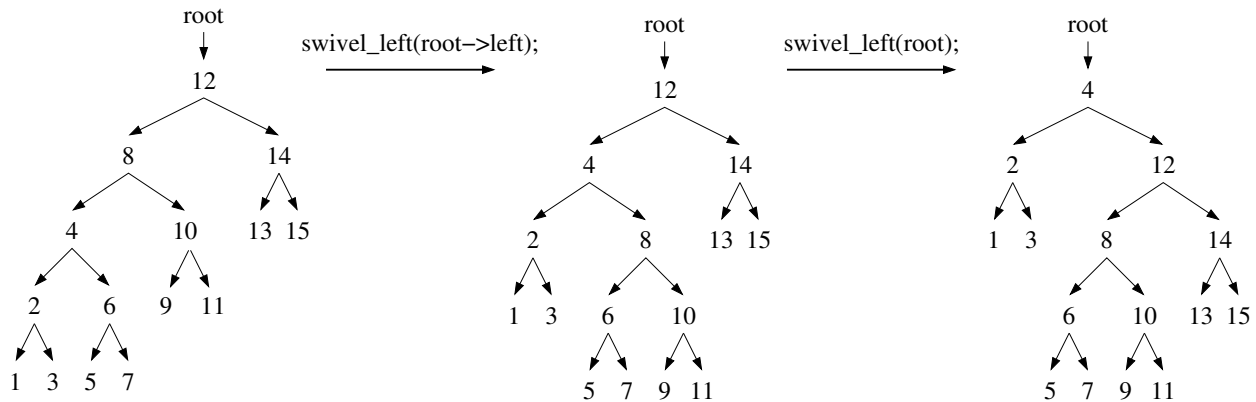 root
swivel_left(root−>left);
12
8 14
4 10 13 15
2 6 9 11
1 3 5 7
root
swivel_left(root);
12
4 14
2 8 13 15
1 3 6 10
5 7 9 11
root
4
2 12
1 3 8 14
6 10 13 15
5 7 9 11